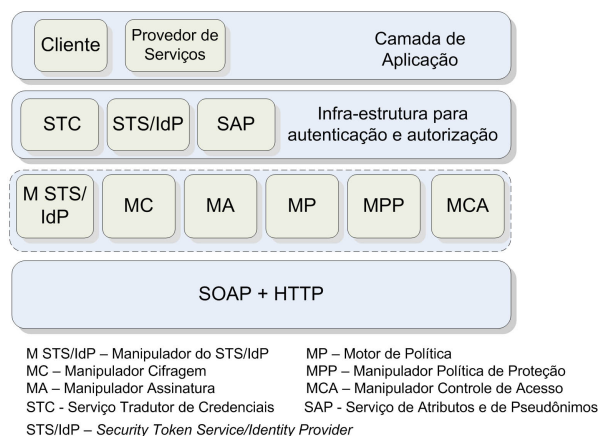 Cliente
Provedor de
Serviços
Camada de
Aplicação
STC
STS/IdP
SAP
Infra-estrutura para
autenticação e autorização
M STS/
IdP
MC
MA
MP
MPP
MCA
SOAP + HTTP
M STS/IdP – Manipulador do STS/IdP
MP – Motor de Política
MC – Manipulador Cifragem
MPP – Manipulador Política de Proteção
MA – Manipulador Assinatura
MCA – Manipulador Controle de Acesso
STC - Serviço Tradutor de Credenciais
SAP - Serviço de Atributos e de Pseudônimos
STS/IdP – Security Token Service/Identity Provider